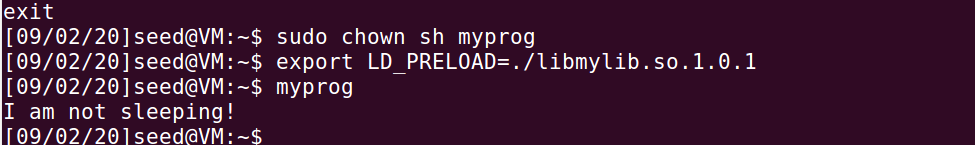 exit
[09/02/20]seed@VM:~$ sudo chown sh myprog
[09/02/20]seed@VM:~$ export LD_PRELOAD=./libmylib.so.1.0.1
[09/02/20]seed@VM:~$ myprog
I am not sleeping!
[09/02/20]seed@VM:~$